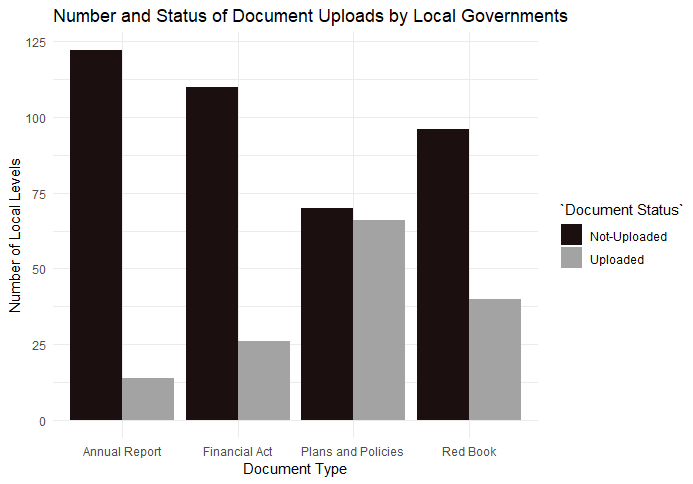 Number and Status of Document Uploads by Local Governments
125
100
75
50
25
0
Number of Local Levels
Annual Report Financial Act Plans and Policies Red Book
Document Type
`Document Status`
Not-Uploaded
Uploaded